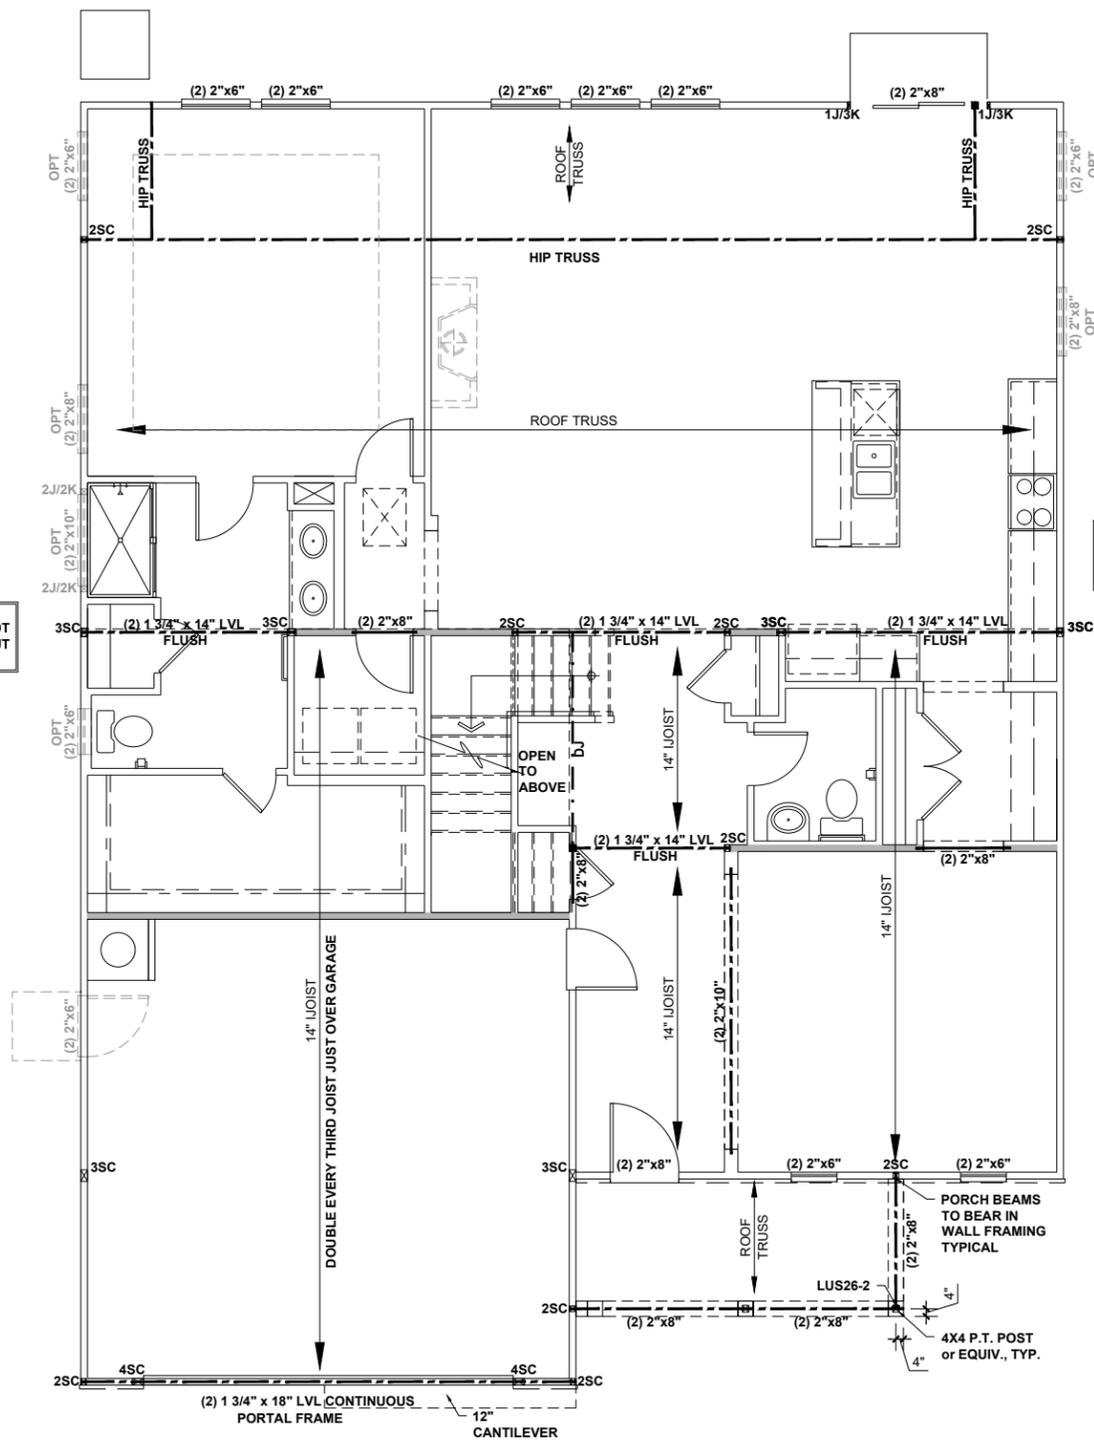 (2) 2"x6"
(2) 2"x6"
(2) 2"x6"
(2) 2"x6"
(2) 2"x6"
(2) 2"x8"
1J/3K
1J/3K
OPT
(2) 2"x6"
HIP TRUSS
ROOF
TRUSS
HIP TRUSS
(2) 2"x6"
OPT
2SC
2SC
HIP TRUSS
(2) 2"x8"
OPT
OPT
(2) 2"x8"
ROOF TRUSS
2J/2K
OPT
(2) 2"x10"
2J/2K
3SC
(2) 1 3/4" x 14" LVL
FLUSH
3SC
(2) 2"x8"
2SC
(2) 1 3/4" x 14" LVL
FLUSH
2SC
3SC
(2) 1 3/4" x 14" LVL
FLUSH
3SC
OPT
(2) 2"x6"
14" IJOIST
DJ
OPEN
TO
ABOVE
(2) 1 3/4" x 14" LVL
FLUSH
2SC
(2) 2"x8"
(2) 2"x8"
14" IJOIST
14" IJOIST
DOUBLE EVERY THIRD JOIST JUST OVER GARAGE
14" IJOIST
(2) 2"x10"
(2) 2"x6"
3SC
3SC
(2) 2"x8"
(2) 2"x6"
2SC
(2) 2"x6"
PORCH BEAMS
TO BEAR IN
WALL FRAMING
TYPICAL
ROOF
TRUSS
(2) 2"x8"
LUS26-2
4"
2SC
(2) 2"x8"
(2) 2"x8"
4X4 P.T. POST
or EQUIV., TYP.
4"
2SC
4SC
4SC
2SC
(2) 1 3/4" x 18" LVL CONTINUOUS
PORTAL FRAME
12"
CANTILEVER